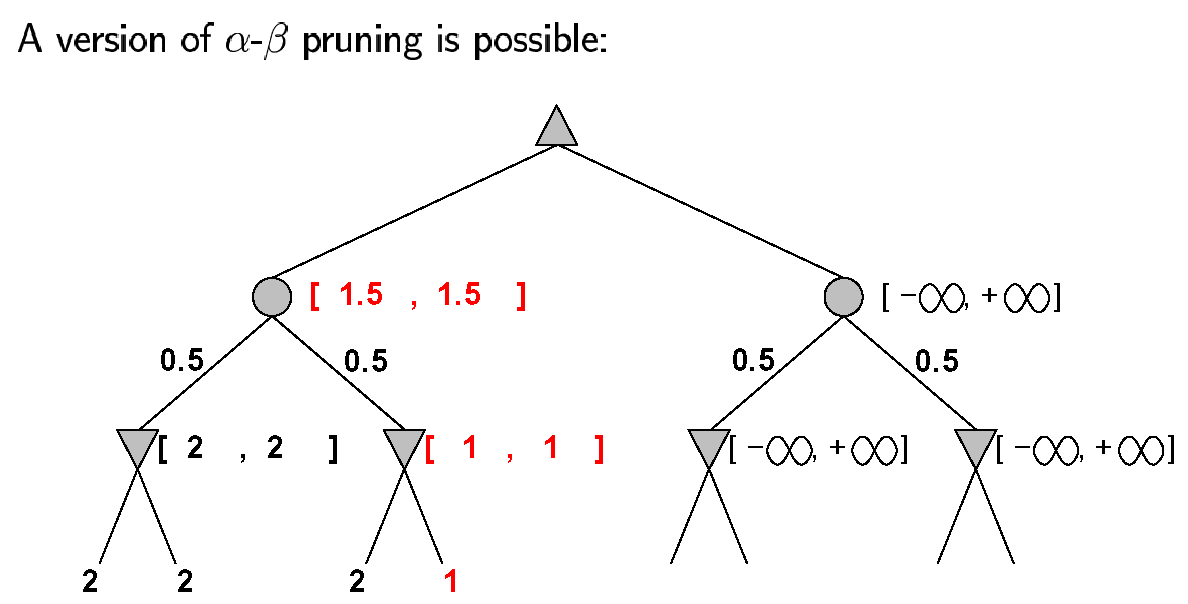 A version of α-β pruning is possible:
[ 1.5 , 1.5 ] [ −∞, +∞ ]
0.5 0.5 0.5 0.5
[ 2 , 2 ] [ 1 , 1 ] [ −∞, +∞ ] [ −∞, +∞ ]
2 2 2 1